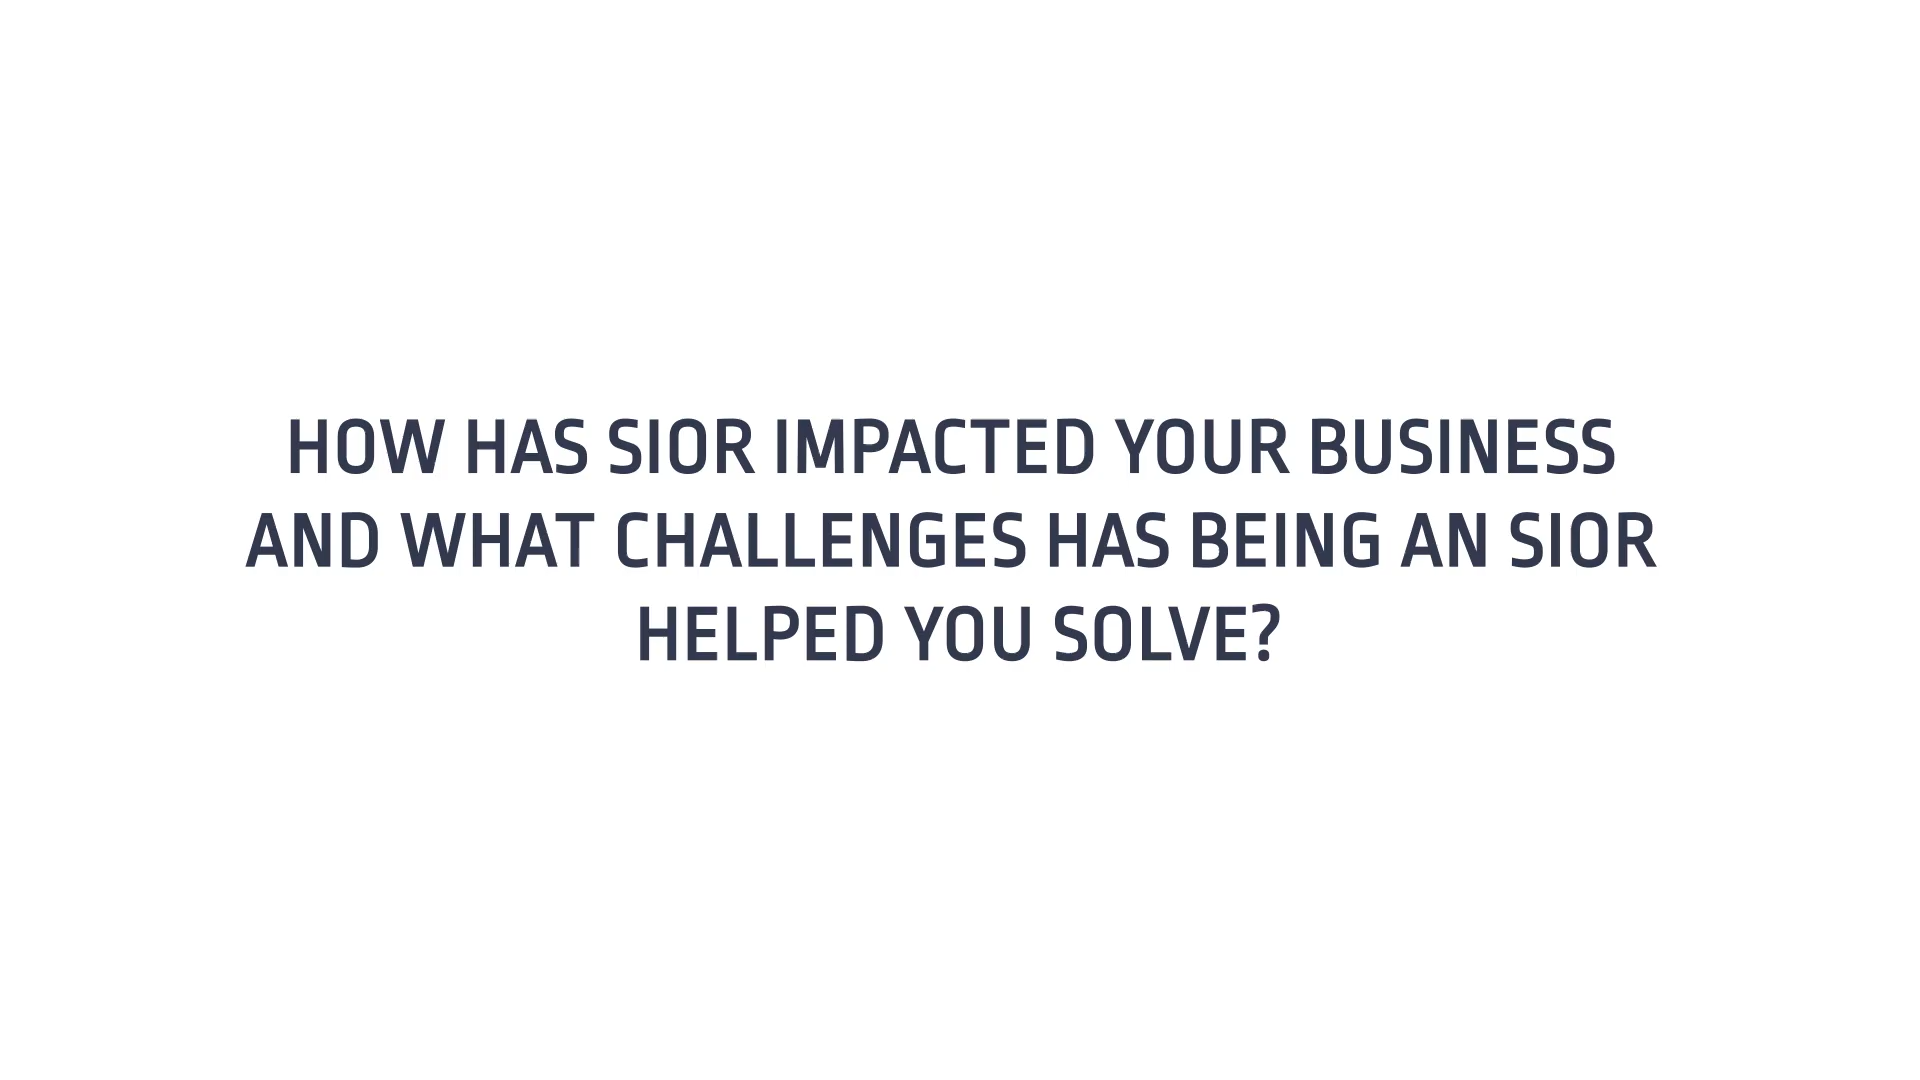 HOW HAS SIOR IMPACTED YOUR BUSINESS
AND WHAT CHALLENGES HAS BEING AN SIOR
HELPED YOU SOLVE?